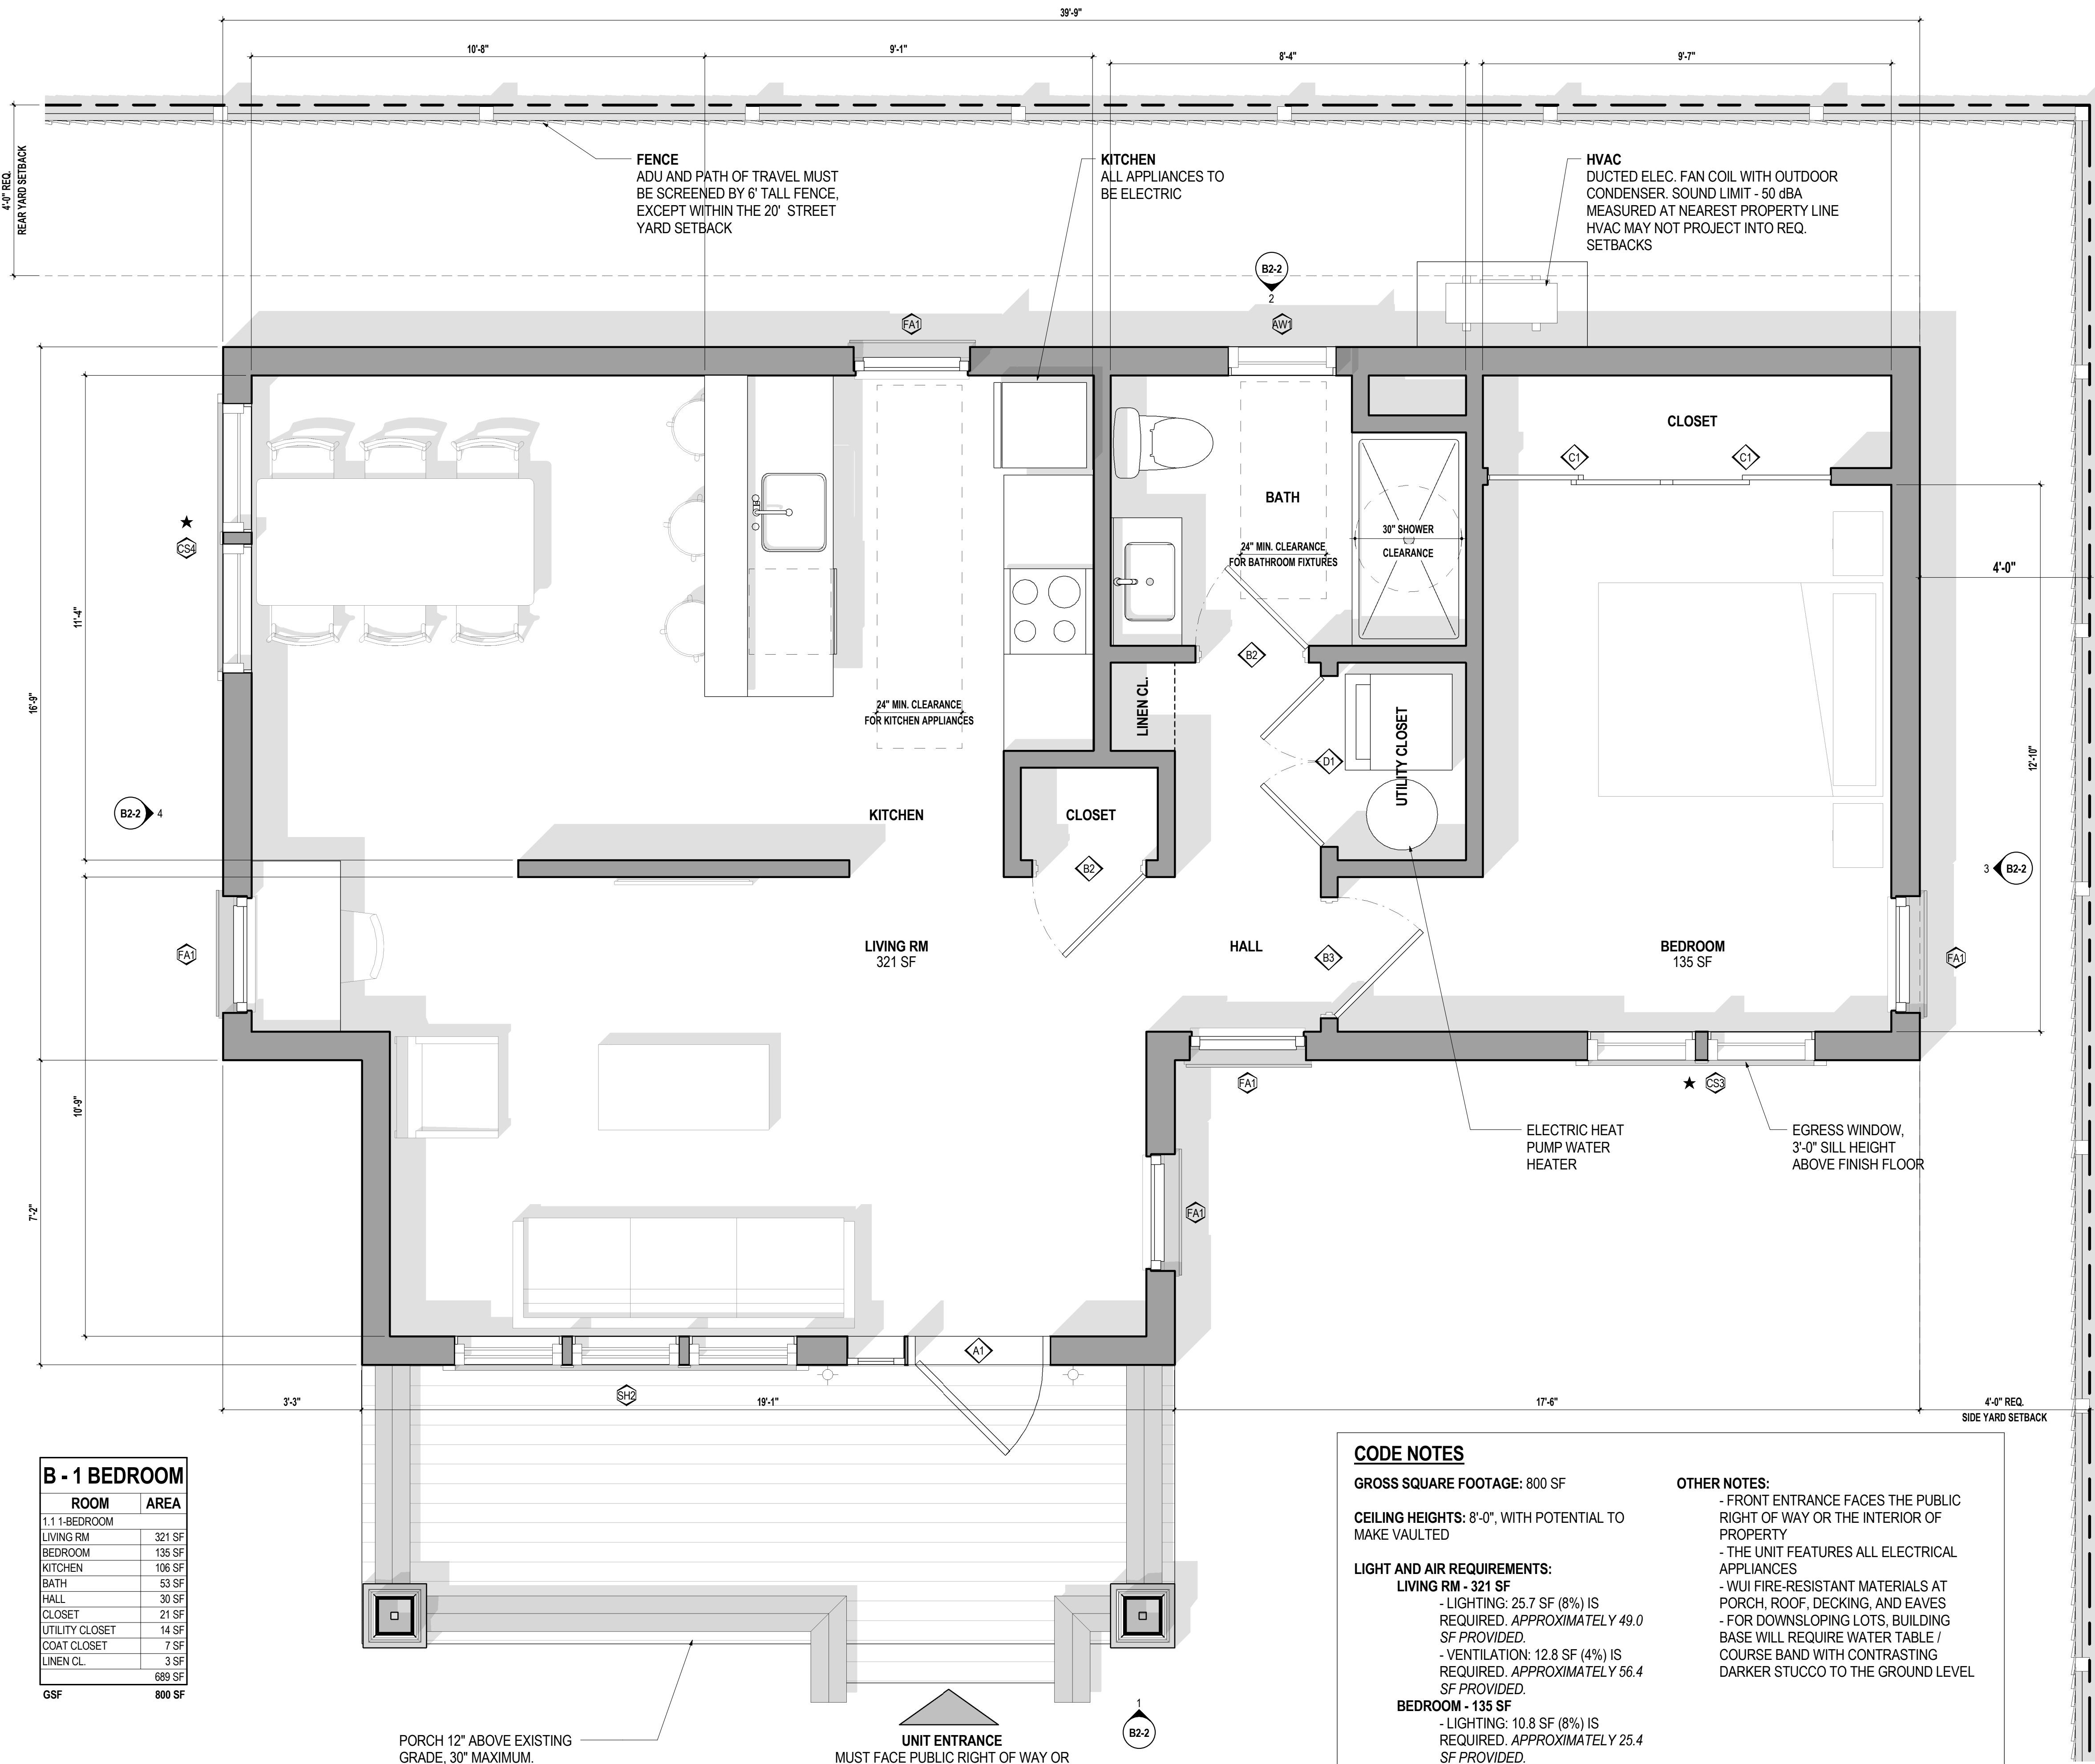 39'-9"
10'-8"
9'-1"
8'-4"
9'-7"
4'-0" REQ.
REAR YARD SETBACK
FENCE
ADU AND PATH OF TRAVEL MUST
BE SCREENED BY 6' TALL FENCE,
EXCEPT WITHIN THE 20' STREET
YARD SETBACK
KITCHEN
ALL APPLIANCES TO
BE ELECTRIC
HVAC
DUCTED ELEC. FAN COIL WITH OUTDOOR
CONDENSER. SOUND LIMIT - 50 dBA
MEASURED AT NEAREST PROPERTY LINE
HVAC MAY NOT PROJECT INTO REQ.
SETBACKS
B2-2
2
FA1
AW1
CLOSET
C1
C1
BATH
30" SHOWER
CLEARANCE
24" MIN. CLEARANCE
FOR BATHROOM FIXTURES
★
CS4
4'-0"
11'-4"
16'-9"
B2
LINEN CL.
24" MIN. CLEARANCE
FOR KITCHEN APPLIANCES
D1
UTILITY CLOSET
12'-10"
B2-2
4
KITCHEN
CLOSET
B2
3
B2-2
FA1
LIVING RM
321 SF
HALL
B3
BEDROOM
135 SF
FA1
10'-9"
FA1
★
CS3
ELECTRIC HEAT
PUMP WATER
HEATER
EGRESS WINDOW,
3'-0" SILL HEIGHT
ABOVE FINISH FLOOR
7'-2"
FA1
A1
SH2
3'-3"
19'-1"
17'-6"
4'-0" REQ.
SIDE YARD SETBACK
B - 1 BEDROOM
ROOM AREA
1.1 1-BEDROOM
LIVING RM 321 SF
BEDROOM 135 SF
KITCHEN 106 SF
BATH 53 SF
HALL 30 SF
CLOSET 21 SF
UTILITY CLOSET 14 SF
COAT CLOSET 7 SF
LINEN CL. 3 SF
689 SF
GSF 800 SF
PORCH 12" ABOVE EXISTING
GRADE, 30" MAXIMUM.
UNIT ENTRANCE
MUST FACE PUBLIC RIGHT OF WAY OR
1
B2-2
CODE NOTES
GROSS SQUARE FOOTAGE: 800 SF
CEILING HEIGHTS: 8'-0", WITH POTENTIAL TO
MAKE VAULTED
LIGHT AND AIR REQUIREMENTS:
LIVING RM - 321 SF
- LIGHTING: 25.7 SF (8%) IS
REQUIRED. APPROXIMATELY 49.0
SF PROVIDED.
- VENTILATION: 12.8 SF (4%) IS
REQUIRED. APPROXIMATELY 56.4
SF PROVIDED.
BEDROOM - 135 SF
- LIGHTING: 10.8 SF (8%) IS
REQUIRED. APPROXIMATELY 25.4
SF PROVIDED.
OTHER NOTES:
- FRONT ENTRANCE FACES THE PUBLIC
RIGHT OF WAY OR THE INTERIOR OF
PROPERTY
- THE UNIT FEATURES ALL ELECTRICAL
APPLIANCES
- WUI FIRE-RESISTANT MATERIALS AT
PORCH, ROOF, DECKING, AND EAVES
- FOR DOWNSLOPING LOTS, BUILDING
BASE WILL REQUIRE WATER TABLE /
COURSE BAND WITH CONTRASTING
DARKER STUCCO TO THE GROUND LEVEL